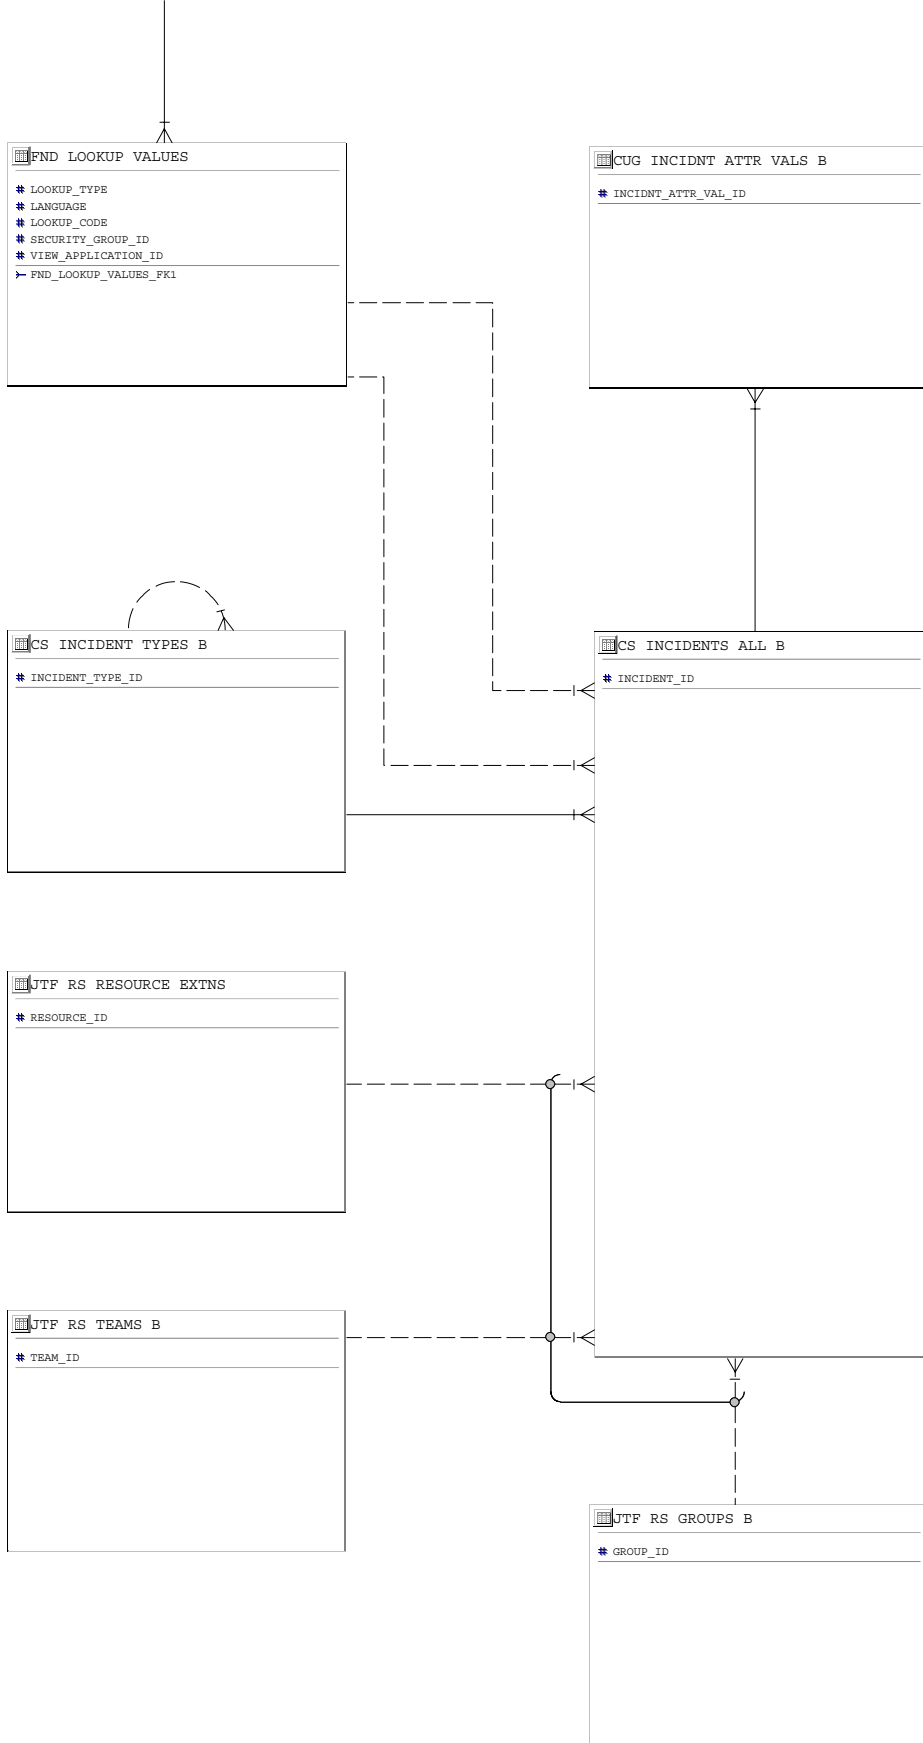 FND LOOKUP VALUES
LOOKUP_TYPE
LANGUAGE
LOOKUP_CODE
SECURITY_GROUP_ID
VIEW_APPLICATION_ID
FND_LOOKUP_VALUES_FK1
CUG INCIDNT ATTR VALS B
INCIDNT_ATTR_VAL_ID
CS INCIDENT TYPES B
INCIDENT_TYPE_ID
CS INCIDENTS ALL B
INCIDENT_ID
JTF RS RESOURCE EXTNS
RESOURCE_ID
JTF RS TEAMS B
TEAM_ID
JTF RS GROUPS B
GROUP_ID